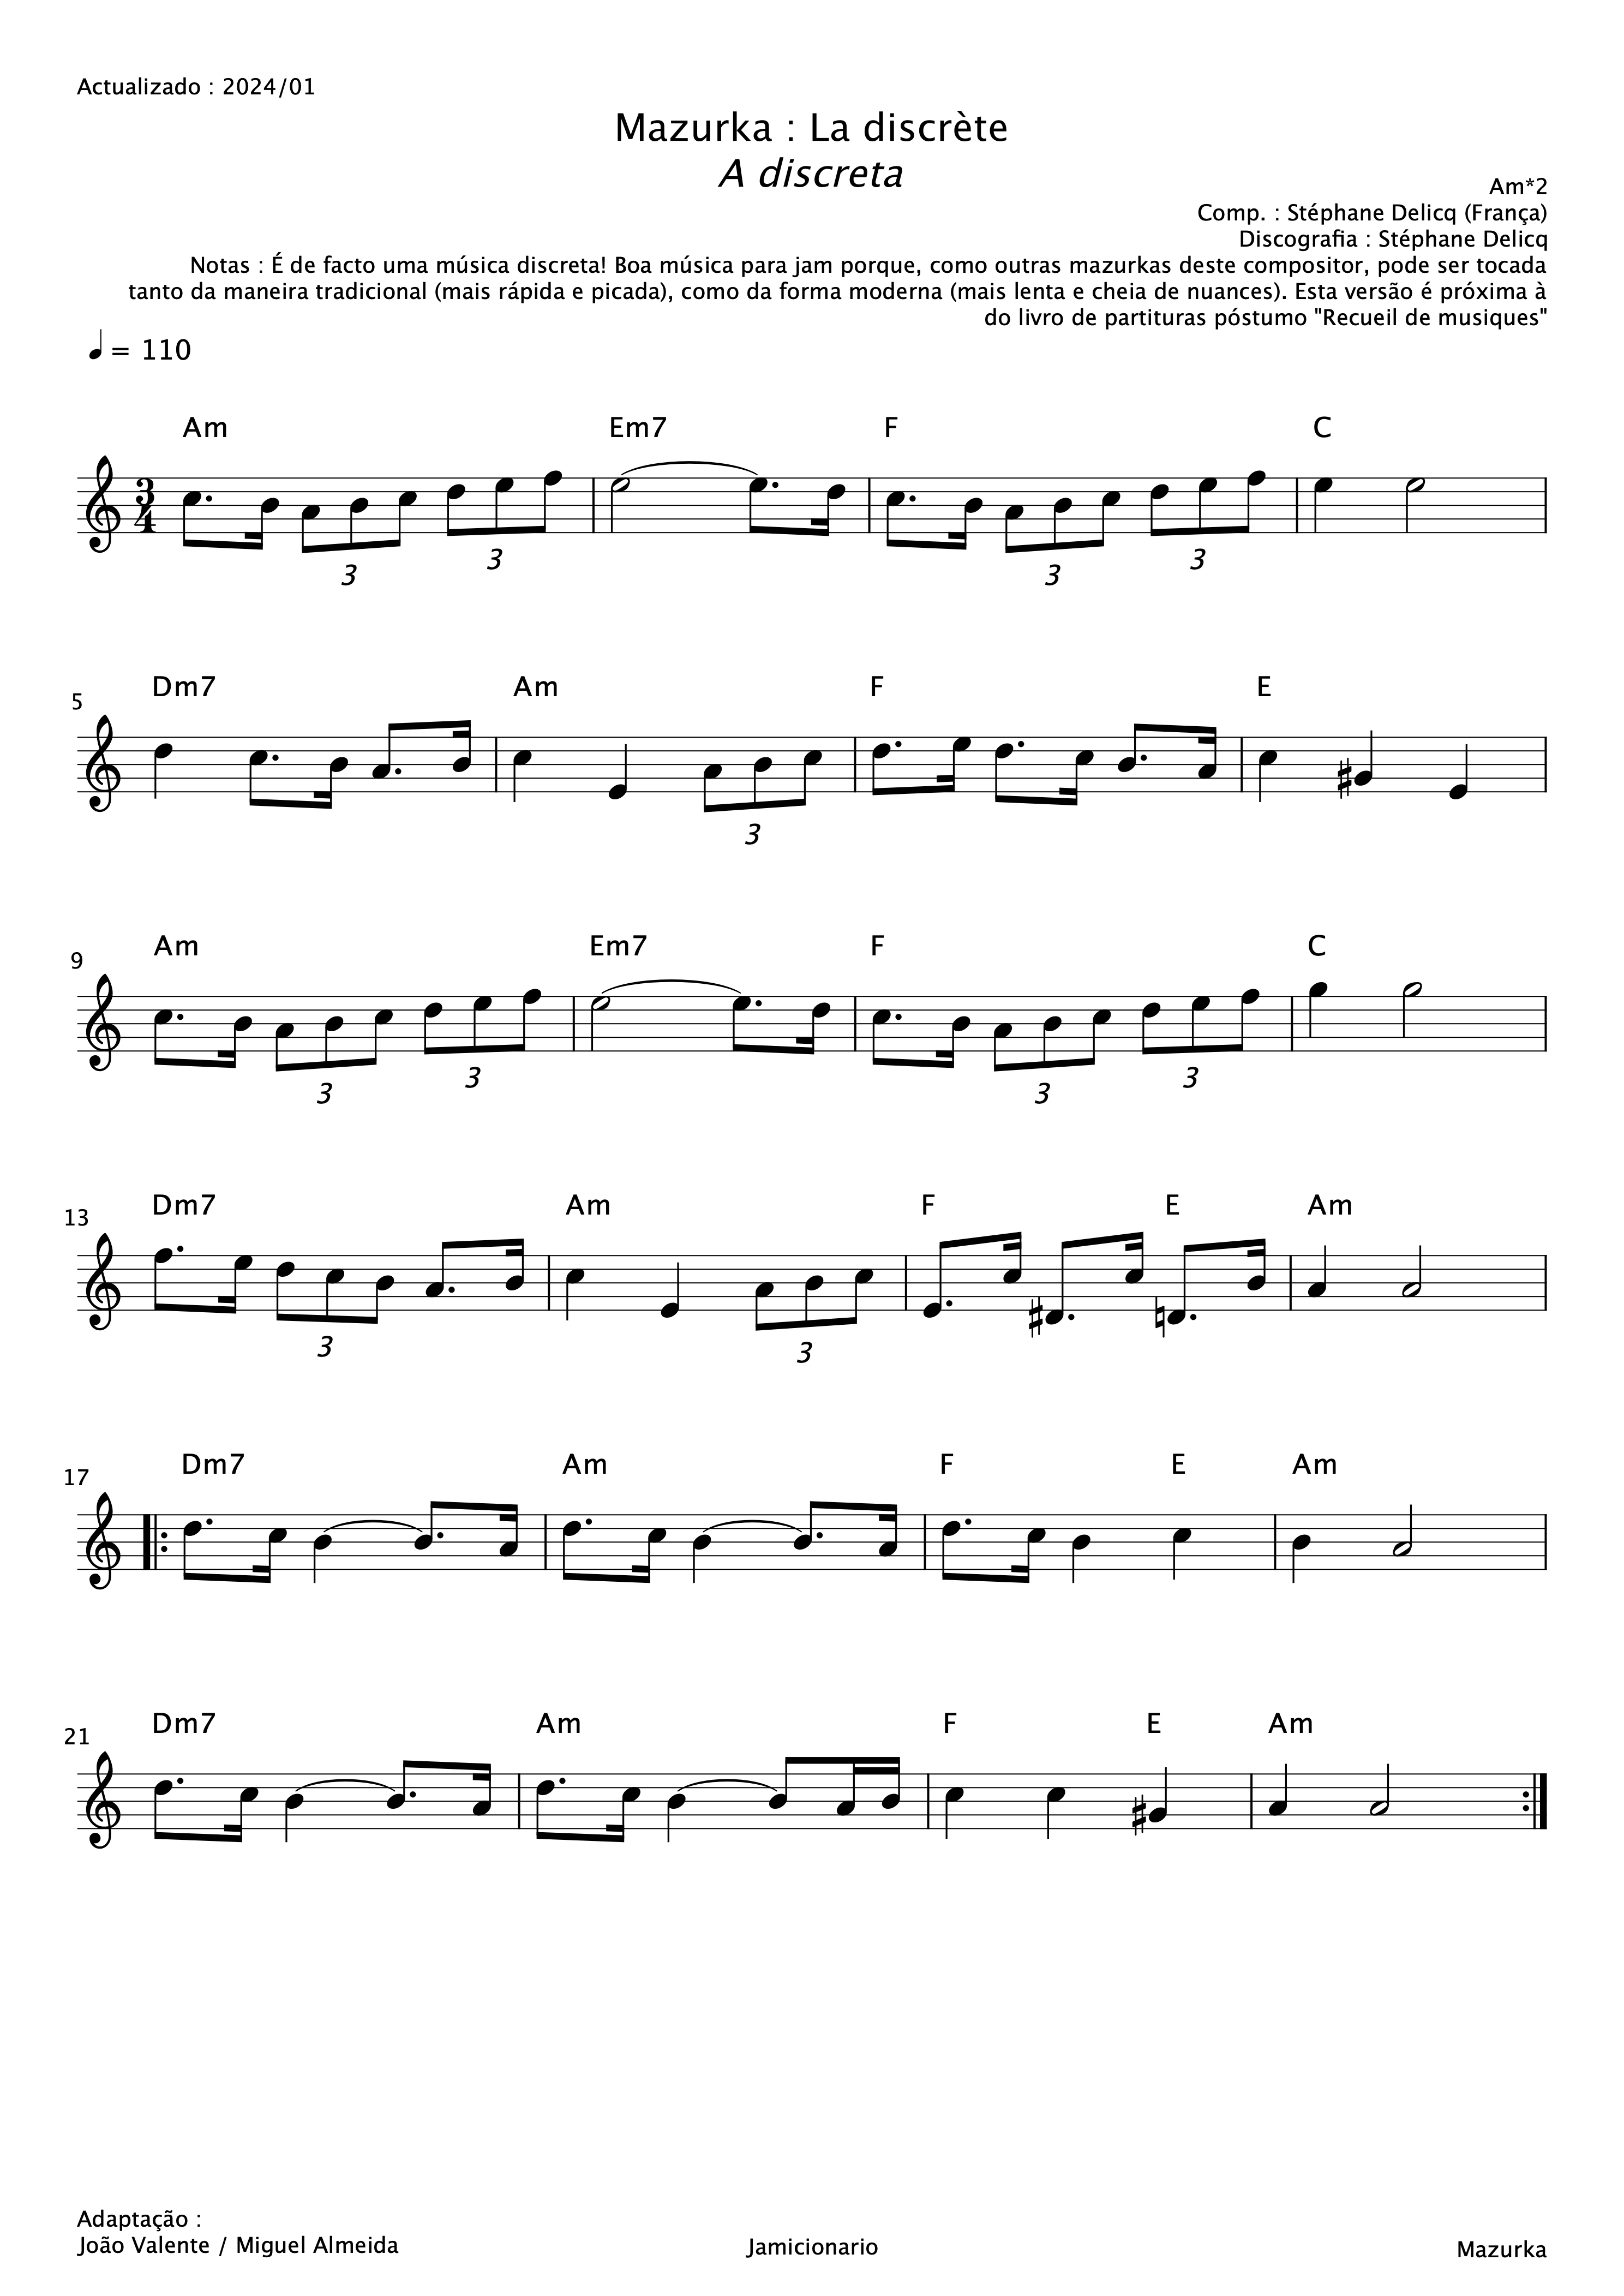 Actualizado : 2024/01
Mazurka : La discrète
A discreta
Am*2
Comp. : Stéphane Delicq (França)
Discografia : Stéphane Delicq
Notas : É de facto uma música discreta! Boa música para jam porque, como outras mazurkas deste compositor, pode ser tocada
tanto da maneira tradicional (mais rápida e picada), como da forma moderna (mais lenta e cheia de nuances). Esta versão é próxima à
do livro de partituras póstumo "Recueil de musiques"
= 110
Am Em7 F C
3 4
3 3 3 3
5 Dm7 Am F E
3
9 Am Em7 F C
3 3 3 3
13 Dm7 Am F E Am
3 3
17 Dm7 Am F E Am
21 Dm7 Am F E Am
Adaptação :
João Valente / Miguel Almeida
Jamicionario
Mazurka